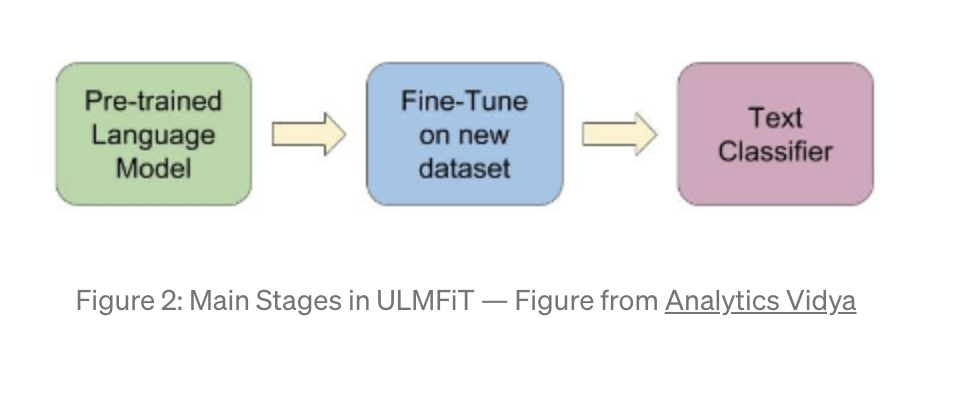 Pre-trained
Language
Model
Fine-Tune
on new
dataset
Text
Classifier
Figure 2: Main Stages in ULMFiT — Figure from Analytics Vidya